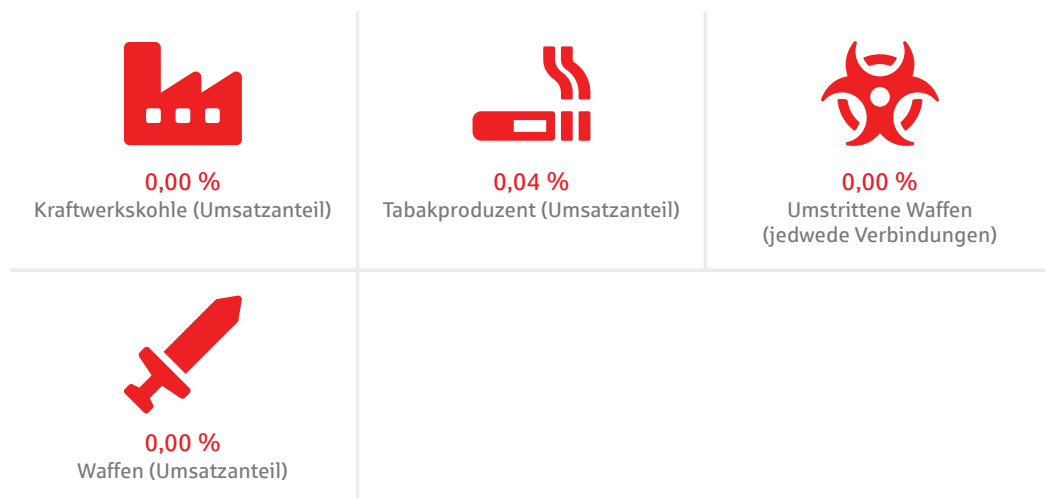 0,00 %
Kraftwerkskohle (Umsatzanteil)
0,04 %
Tabakproduzent (Umsatzanteil)
0,00 %
Umstrittene Waffen
(jedwede Verbindungen)
0,00 %
Waffen (Umsatzanteil)